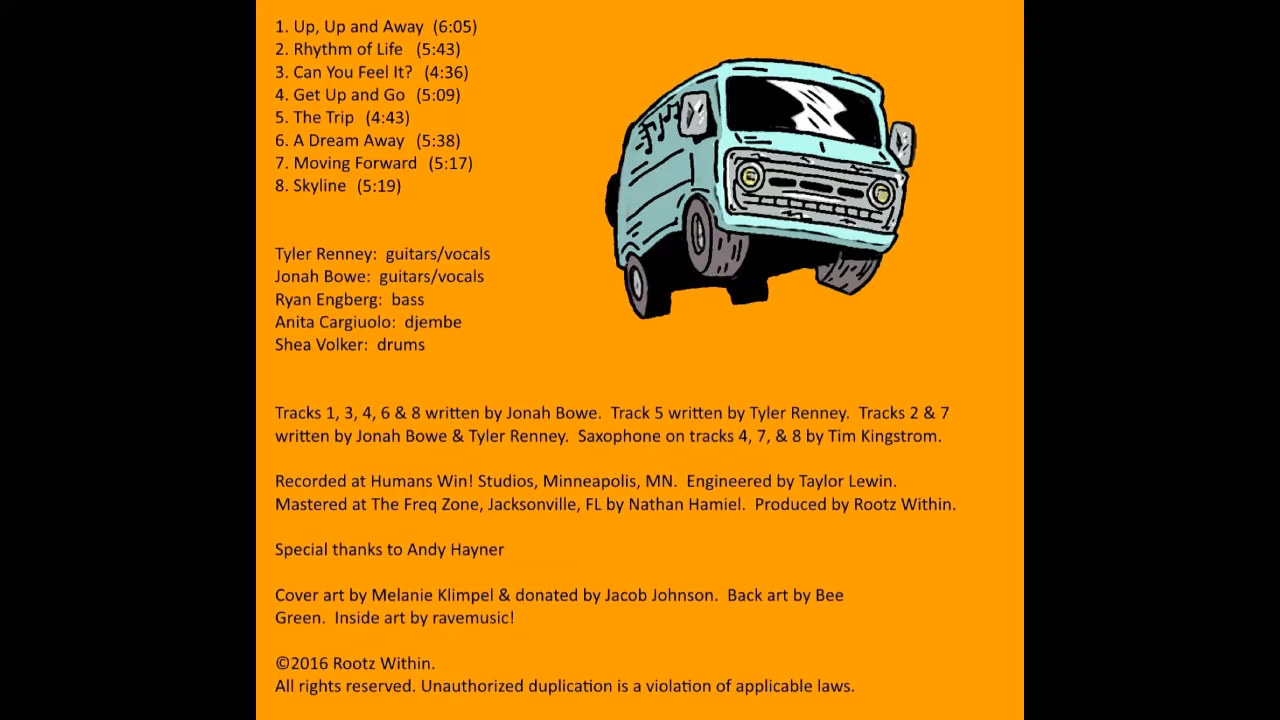 1. Up, Up and Away (6:05)
2. Rhythm of Life (5:43)
3. Can You Feel It? (4:36)
4. Get Up and Go (5:09)
5. The Trip (4:43)
6. A Dream Away (5:38)
7. Moving Forward (5:17)
8. Skyline (5:19)
Tyler Renney: guitars/vocals
Jonah Bowe: guitars/vocals
Ryan Engberg: bass
Anita Cargiuolo: djembe
Shea Volker: drums
Tracks 1, 3, 4, 6 & 8 written by Jonah Bowe. Track 5 written by Tyler Renney. Tracks 2 & 7
written by Jonah Bowe & Tyler Renney. Saxophone on tracks 4, 7, & 8 by Tim Kingstrom.
Recorded at Humans Win! Studios, Minneapolis, MN. Engineered by Taylor Lewin.
Mastered at The Freq Zone, Jacksonville, FL by Nathan Hamiel. Produced by Rootz Within.
Special thanks to Andy Hayner
Cover art by Melanie Klimpel & donated by Jacob Johnson. Back art by Bee
Green. Inside art by ravemusic!
©2016 Rootz Within.
All rights reserved. Unauthorized duplication is a violation of applicable laws.